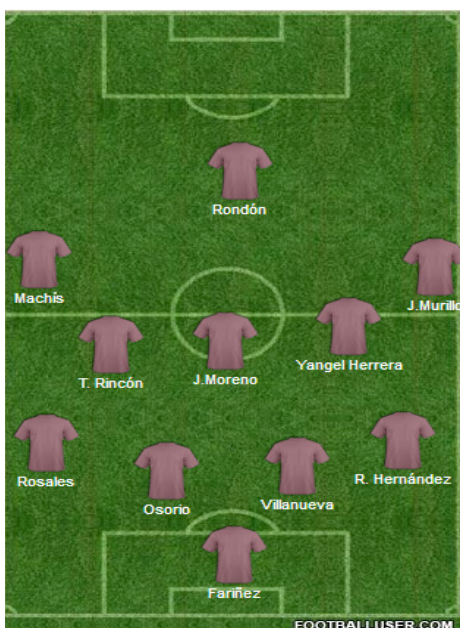 Rondón
Machís
J.Murillo
T. Rincón
J.Moreno
Yangel Herrera
Rosales
Osorio
Villanueva
R. Hernández
Fariñez
FOOTBALLUSER.COM